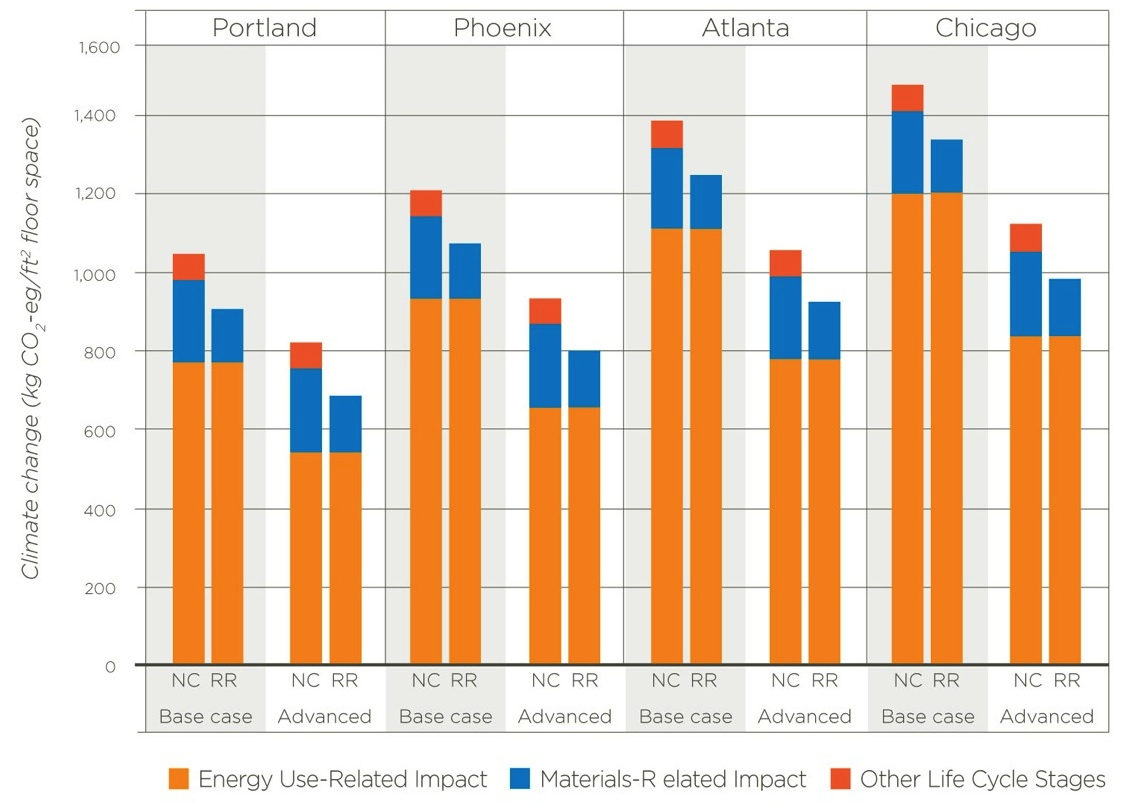 Portland Phoenix Atlanta Chicago
Climate change (kg CO2-eg/ft² floor space)
1,600
1,400
1,200
1,000
800
600
400
200
0
NC RR NC RR NC RR NC RR NC RR NC RR NC RR NC RR
Base case Advanced Base case Advanced Base case Advanced Base case Advanced
Energy Use-Related Impact Materials-R elated Impact Other Life Cycle Stages